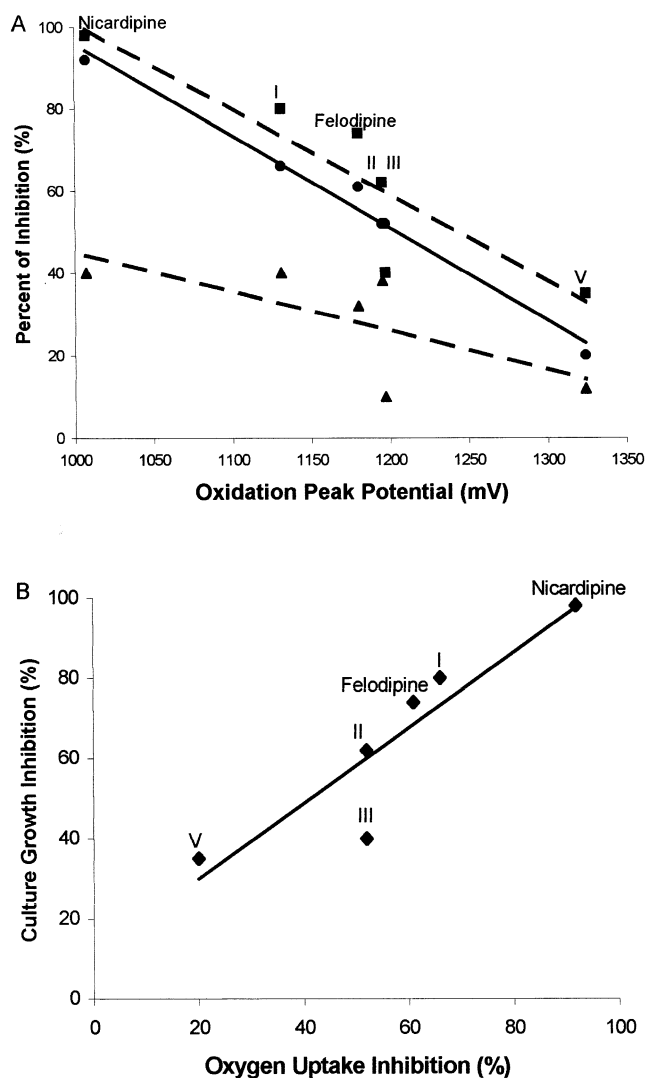 A
Nicardipine
100
80
60
40
20
0
Percent of Inhibition (%)
I
Felodipine
II III
V
1000 1050 1100 1150 1200 1250 1300 1350
Oxidation Peak Potential (mV)
B
Nicardipine
100
80
60
40
20
0
Culture Growth Inhibition (%)
I
Felodipine
II
III
V
0 20 40 60 80 100
Oxygen Uptake Inhibition (%)